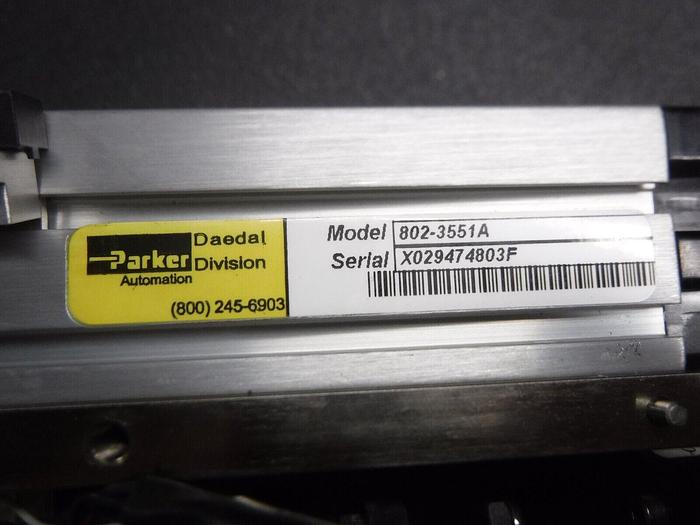 Parker
Automation
Daedal
Division
(800) 245-6903
Model 802-3551A
Serial X029474803F